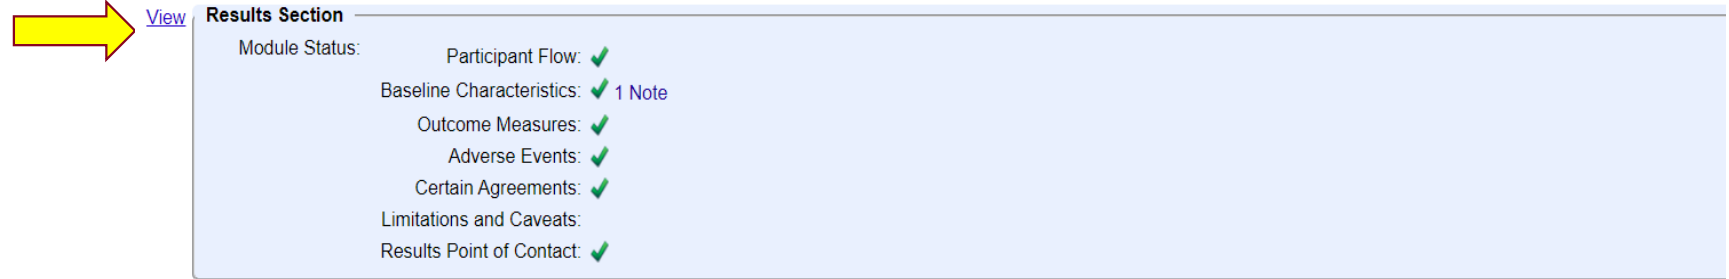 View Results Section
Module Status:
Participant Flow:
Baseline Characteristics: 1 Note
Outcome Measures:
Adverse Events:
Certain Agreements:
Limitations and Caveats:
Results Point of Contact: